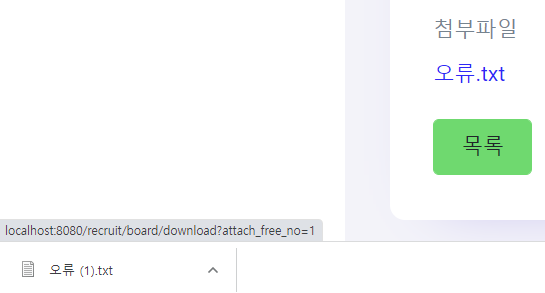 첨부파일
오류.txt
목록
localhost:8080/recruit/board/download?attach_free_no=1
오류 (1).txt